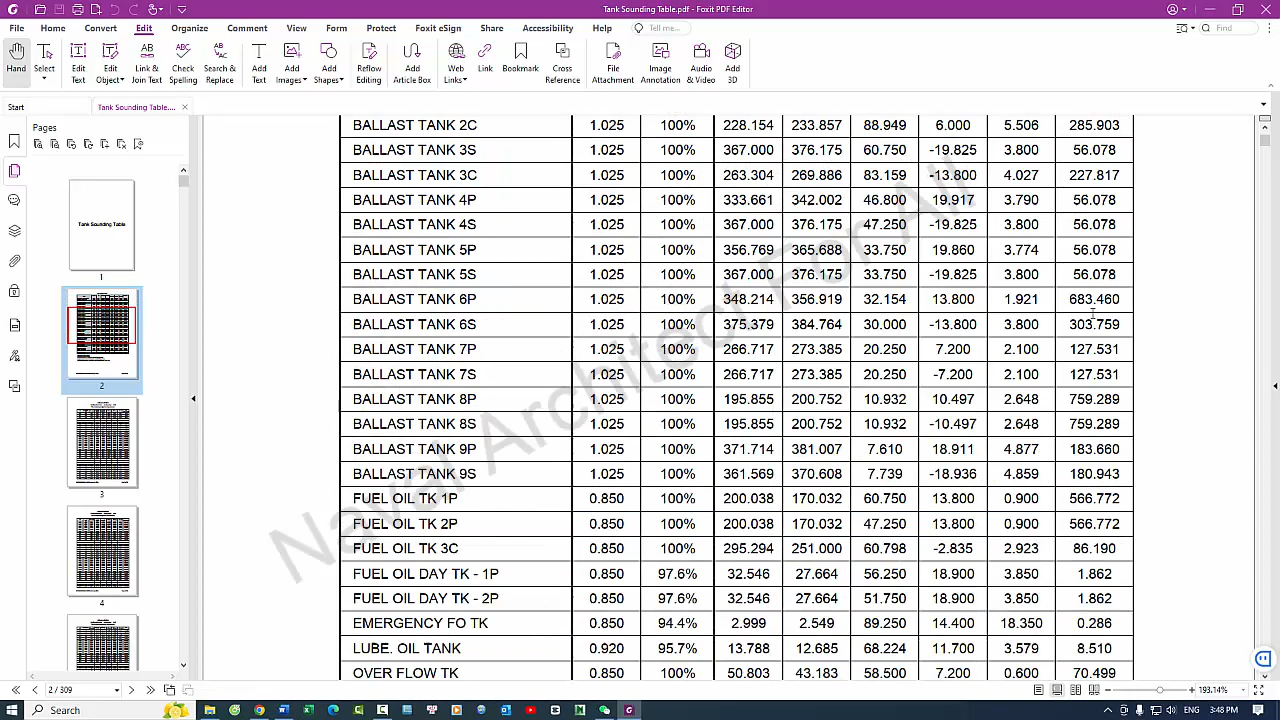 Tank Sounding Table.pdf - Foxit PDF Editor
File Home Convert Edit Organize Comment View Form Protect Foxit eSign Share Accessibility Help Tell me... Find
Hand Select Edit Text Edit Object Link & Join Text Check Spelling Search & Replace Add Text Add Images Add Shapes Reflow Editing Add Article Box Web Links Link Bookmark Cross Reference File Attachment Image Annotation Audio & Video Add 3D
Start Tank Sounding Table....
Pages
Tank Sounding Table
1
2
3
4
BALLAST TANK 2C 1.025 100% 228.154 233.857 88.949 6.000 5.506 285.903
BALLAST TANK 3S 1.025 100% 367.000 376.175 60.750 -19.825 3.800 56.078
BALLAST TANK 3C 1.025 100% 263.304 269.886 83.159 -13.800 4.027 227.817
BALLAST TANK 4P 1.025 100% 333.661 342.002 46.800 19.917 3.790 56.078
BALLAST TANK 4S 1.025 100% 367.000 376.175 47.250 -19.825 3.800 56.078
BALLAST TANK 5P 1.025 100% 356.769 365.688 33.750 19.860 3.774 56.078
BALLAST TANK 5S 1.025 100% 367.000 376.175 33.750 -19.825 3.800 56.078
BALLAST TANK 6P 1.025 100% 348.214 356.919 32.154 13.800 1.921 683.460
BALLAST TANK 6S 1.025 100% 375.379 384.764 30.000 -13.800 3.800 303.759
BALLAST TANK 7P 1.025 100% 266.717 273.385 20.250 7.200 2.100 127.531
BALLAST TANK 7S 1.025 100% 266.717 273.385 20.250 -7.200 2.100 127.531
BALLAST TANK 8P 1.025 100% 195.855 200.752 10.932 10.497 2.648 759.289
BALLAST TANK 8S 1.025 100% 195.855 200.752 10.932 -10.497 2.648 759.289
BALLAST TANK 9P 1.025 100% 371.714 381.007 7.610 18.911 4.877 183.660
BALLAST TANK 9S 1.025 100% 361.569 370.608 7.739 -18.936 4.859 180.943
FUEL OIL TK 1P 0.850 100% 200.038 170.032 60.750 13.800 0.900 566.772
FUEL OIL TK 2P 0.850 100% 200.038 170.032 47.250 13.800 0.900 566.772
FUEL OIL TK 3C 0.850 100% 295.294 251.000 60.798 -2.835 2.923 86.190
FUEL OIL DAY TK - 1P 0.850 97.6% 32.546 27.664 56.250 18.900 3.850 1.862
FUEL OIL DAY TK - 2P 0.850 97.6% 32.546 27.664 51.750 18.900 3.850 1.862
EMERGENCY FO TK 0.850 94.4% 2.999 2.549 89.250 14.400 18.350 0.286
LUBE. OIL TANK 0.920 95.7% 13.788 12.685 68.224 11.700 3.579 8.510
OVER FLOW TK 0.850 100% 50.803 43.183 58.500 7.200 0.600 70.499
Naval Architect For All
2 / 309
193.14%
Search
ENG 3:48 PM